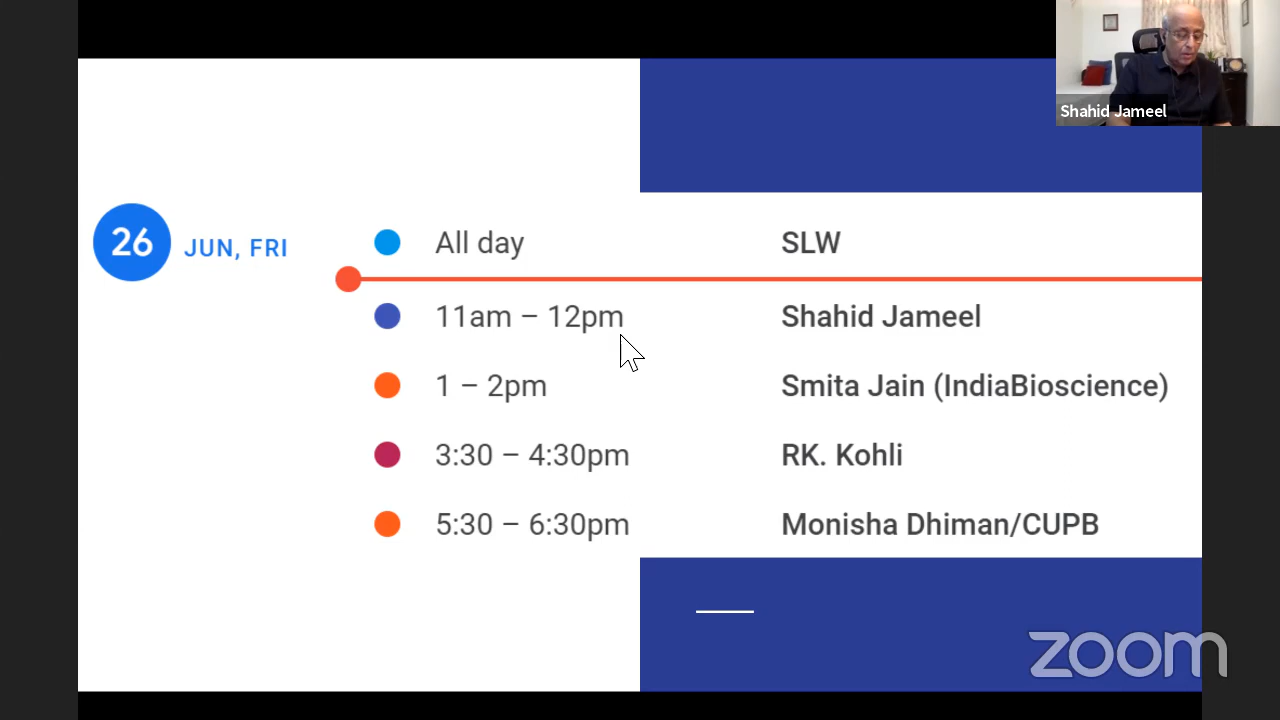 Shahid Jameel
26 JUN, FRI
All day SLW
11am – 12pm Shahid Jameel
1 – 2pm Smita Jain (IndiaBioscience)
3:30 – 4:30pm RK. Kohli
5:30 – 6:30pm Monisha Dhiman/CUPB
zoom